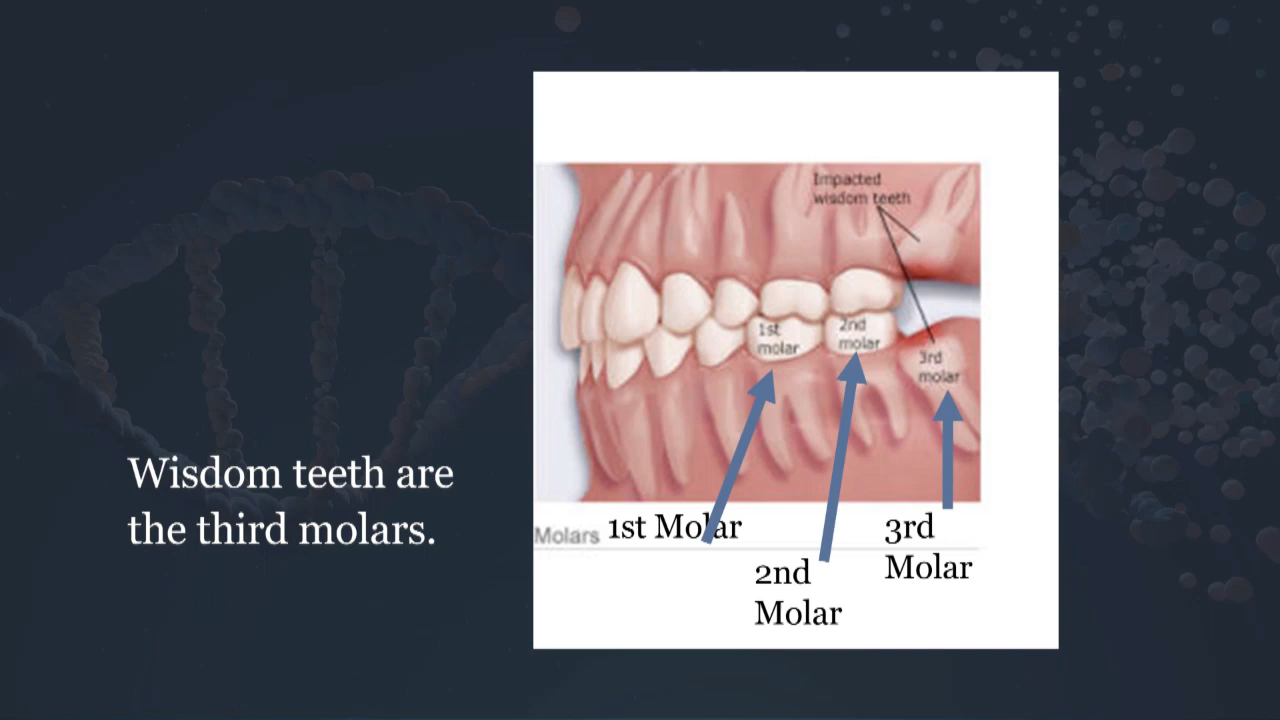 Wisdom teeth are
the third molars.
Impacted
wisdom teeth
1st
molar
2nd
molar
3rd
molar
Molars
1st Molar
2nd
Molar
3rd
Molar